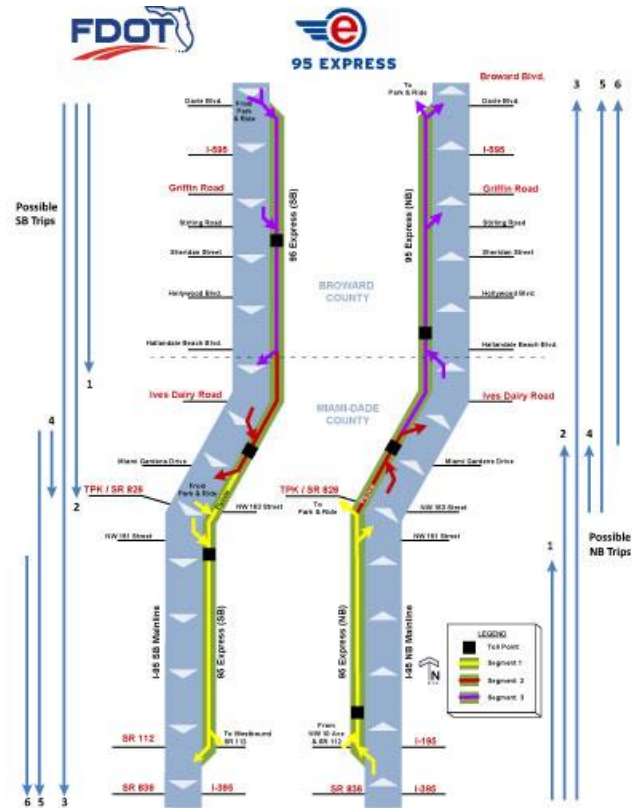 FDOT
e
95 EXPRESS
Broward Blvd.
To
Park & Ride
3
5
6
Davie Blvd.
From
Park
& Ride
Davie Blvd.
I-595
I-595
Griffin Road
Griffin Road
Possible
SB Trips
Stirling Road
95 Express (SB)
95 Express (NB)
Stirling Road
Sheridan Street
Sheridan Street
BROWARD
COUNTY
Hollywood Blvd.
Hollywood Blvd.
Hallandale Beach Blvd.
Hallandale Beach Blvd.
1
Ives Dairy Road
MIAMI-DADE
COUNTY
Ives Dairy Road
4
2
4
Miami Gardens Drive
Miami Gardens Drive
TPK / SR 826
From
Park & Ride
TPK / SR 826
2
NW 163 Street
To
Park & Ride
NW 163 Street
NW 151 Street
NW 151 Street
Possible
NB Trips
1
I-95 SB Mainline
95 Express (SB)
95 Express (NB)
I-95 NB Mainline
LEGEND
Toll Point
Segment 1
Segment 2
Segment 3
N
SR 112
To Westbound
SR 112
From
NW 10 Ave
& SR 112
I-195
SR 836
I-395
SR 836
I-395
6
5
3